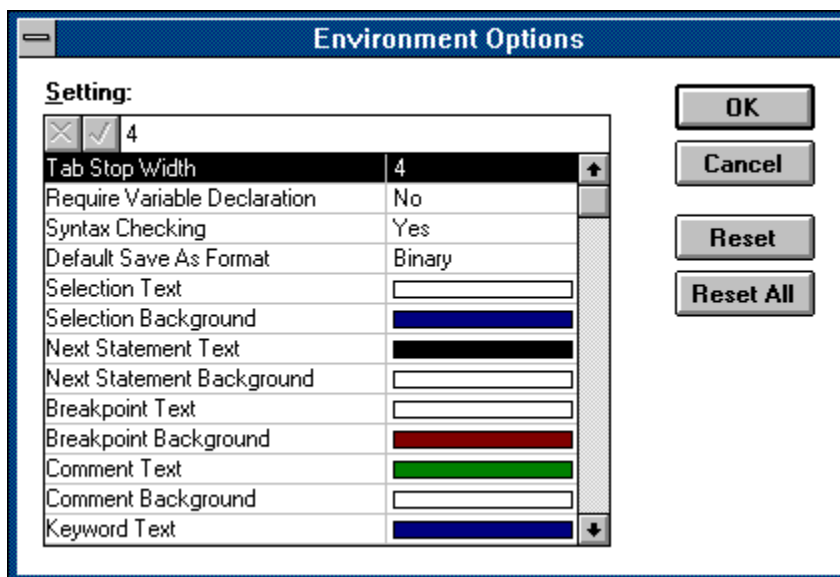 Environment Options
Setting:
4
Tab Stop Width 4
Require Variable Declaration No
Syntax Checking Yes
Default Save As Format Binary
Selection Text
Selection Background
Next Statement Text
Next Statement Background
Breakpoint Text
Breakpoint Background
Comment Text
Comment Background
Keyword Text
OK
Cancel
Reset
Reset All